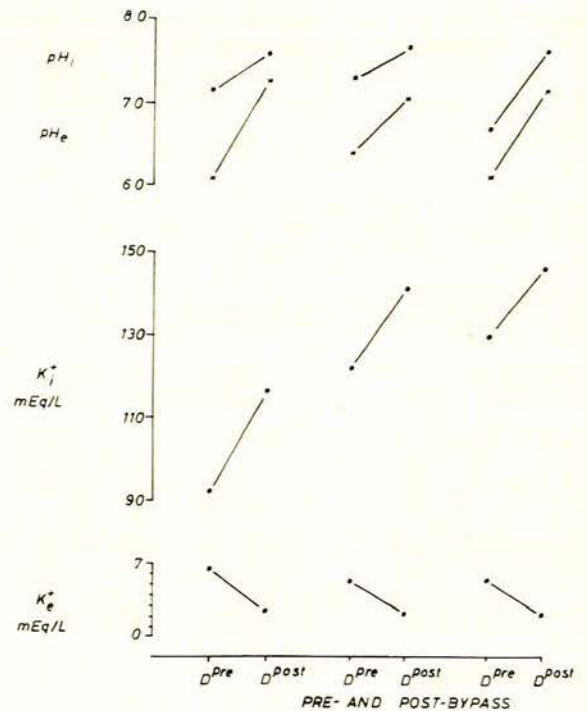 8.0
pHi
7.0
pHe
6.0
150
130
K+i
mEq/L
110
90
7
K+e
mEq/L
0
Dpre Dpost Dpre Dpost Dpre Dpost
PRE- AND POST-BYPASS